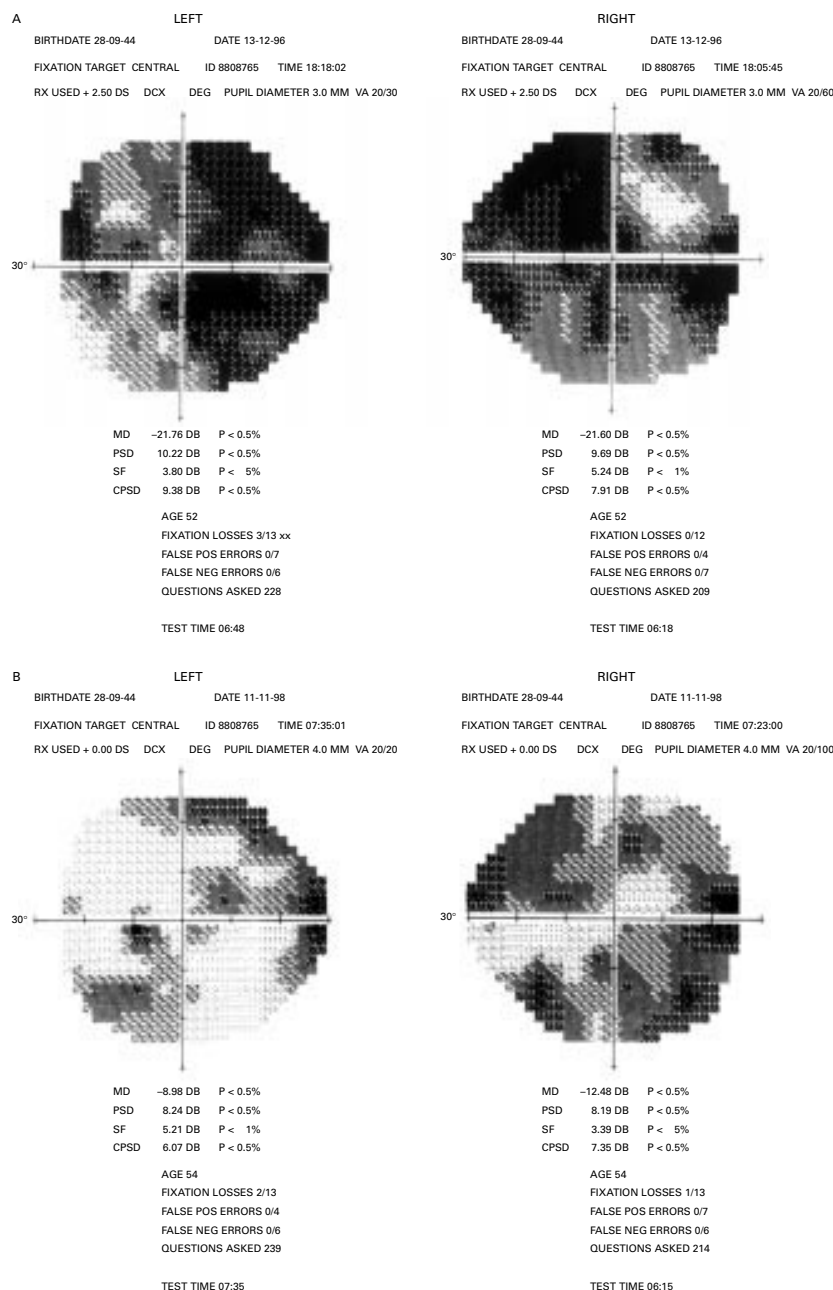 A
LEFT
RIGHT
BIRTHDATE 28-09-44 DATE 13-12-96
FIXATION TARGET CENTRAL ID 8808765 TIME 18:18:02
RX USED + 2.50 DS DCX DEG PUPIL DIAMETER 3.0 MM VA 20/30
30°
MD −21.76 DB P < 0.5%
PSD 10.22 DB P < 0.5%
SF 3.80 DB P < 5%
CPSD 9.38 DB P < 0.5%
AGE 52
FIXATION LOSSES 3/13 xx
FALSE POS ERRORS 0/7
FALSE NEG ERRORS 0/6
QUESTIONS ASKED 228
TEST TIME 06:48
BIRTHDATE 28-09-44 DATE 13-12-96
FIXATION TARGET CENTRAL ID 8808765 TIME 18:05:45
RX USED + 2.50 DS DCX DEG PUPIL DIAMETER 3.0 MM VA 20/60
30°
MD −21.60 DB P < 0.5%
PSD 9.69 DB P < 0.5%
SF 5.24 DB P < 1%
CPSD 7.91 DB P < 0.5%
AGE 52
FIXATION LOSSES 0/12
FALSE POS ERRORS 0/4
FALSE NEG ERRORS 0/7
QUESTIONS ASKED 209
TEST TIME 06:18
B
LEFT
RIGHT
BIRTHDATE 28-09-44 DATE 11-11-98
FIXATION TARGET CENTRAL ID 8808765 TIME 07:35:01
RX USED + 0.00 DS DCX DEG PUPIL DIAMETER 4.0 MM VA 20/20
30°
MD −8.98 DB P < 0.5%
PSD 8.24 DB P < 0.5%
SF 5.21 DB P < 1%
CPSD 6.07 DB P < 0.5%
AGE 54
FIXATION LOSSES 2/13
FALSE POS ERRORS 0/4
FALSE NEG ERRORS 0/6
QUESTIONS ASKED 239
TEST TIME 07:35
BIRTHDATE 28-09-44 DATE 11-11-98
FIXATION TARGET CENTRAL ID 8808765 TIME 07:23:00
RX USED + 0.00 DS DCX DEG PUPIL DIAMETER 4.0 MM VA 20/100
30°
MD −12.48 DB P < 0.5%
PSD 8.19 DB P < 0.5%
SF 3.39 DB P < 5%
CPSD 7.35 DB P < 0.5%
AGE 54
FIXATION LOSSES 1/13
FALSE POS ERRORS 0/7
FALSE NEG ERRORS 0/6
QUESTIONS ASKED 214
TEST TIME 06:15